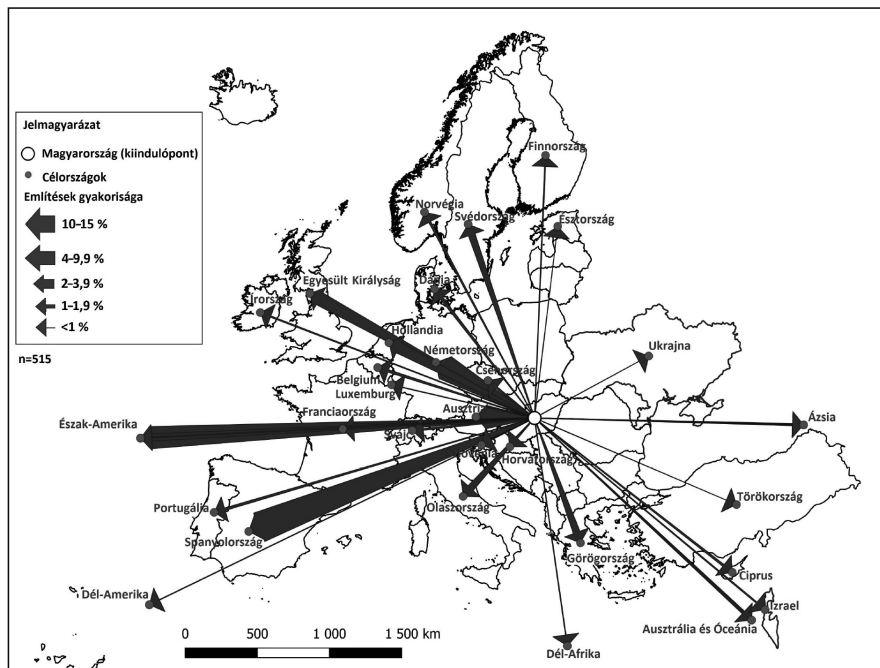 Jelmagyarázat
Magyarország (kiindulópont)
Célországok
Említések gyakorisága
10–15 %
4–9,9 %
2–3,9 %
1–1,9 %
<1 %
n=515
Finnország
Norvégia
Svédország
Észtország
Egyesült Királyság
Dánia
Írország
Hollandia
Németország
Ukrajna
Csehország
Belgium
Luxemburg
Ausztria
Franciaország
Észak-Amerika
Ázsia
Svájc
Horvátország
Olaszország
Portugália
Törökország
Spanyolország
Görögország
Ciprus
Dél-Amerika
Izrael
Ausztrália és Óceánia
Dél-Afrika
0 500 1 000 1 500 km